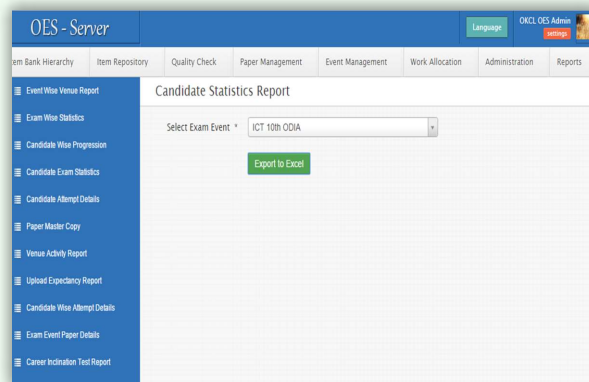 OES - Server
Language
OKCL OES Admin
settings
em Bank Hierarchy
Item Repository
Quality Check
Paper Management
Event Management
Work Allocation
Administration
Reports
Event Wise Venue Report
Exam Wise Statistics
Candidate Wise Progression
Candidate Exam Statistics
Candidate Attempt Details
Paper Master Copy
Venue Activity Report
Upload Expectancy Report
Candidate Wise Attempt Details
Exam Event Paper Details
Career Inclination Test Report
Candidate Statistics Report
Select Exam Event * ICT 10th ODIA
Export to Excel